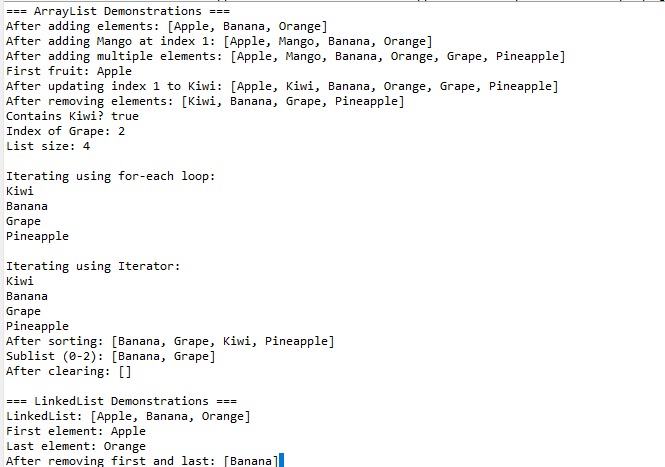 === ArrayList Demonstrations ===
After adding elements: [Apple, Banana, Orange]
After adding Mango at index 1: [Apple, Mango, Banana, Orange]
After adding multiple elements: [Apple, Mango, Banana, Orange, Grape, Pineapple]
First fruit: Apple
After updating index 1 to Kiwi: [Apple, Kiwi, Banana, Orange, Grape, Pineapple]
After removing elements: [Kiwi, Banana, Grape, Pineapple]
Contains Kiwi? true
Index of Grape: 2
List size: 4
Iterating using for-each loop:
Kiwi
Banana
Grape
Pineapple
Iterating using Iterator:
Kiwi
Banana
Grape
Pineapple
After sorting: [Banana, Grape, Kiwi, Pineapple]
Sublist (0-2): [Banana, Grape]
After clearing: []
=== LinkedList Demonstrations ===
LinkedList: [Apple, Banana, Orange]
First element: Apple
Last element: Orange
After removing first and last: [Banana]